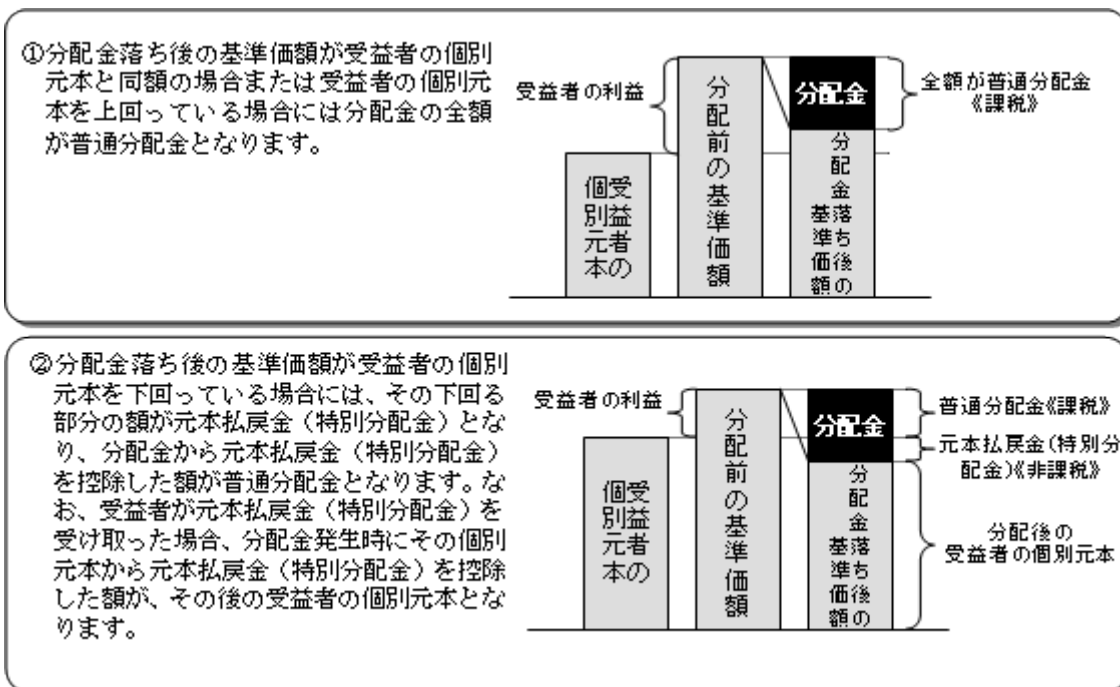 ①分配金落ち後の基準価額が受益者の個別
元本と同額の場合または受益者の個別元
本を上回っている場合には分配金の全額
が普通分配金となります。
受益者の利益
個別元本
受益者の
分配前の基準価額
分配金
基準価額
分配金落ち後の
全額が普通分配金
《課税》
②分配金落ち後の基準価額が受益者の個別
元本を下回っている場合には、その下回る
部分の額が元本払戻金（特別分配金）とな
り、分配金から元本払戻金（特別分配金）
を控除した額が普通分配金となります。な
お、受益者が元本払戻金（特別分配金）を
受け取った場合、分配金発生時にその個別
元本から元本払戻金（特別分配金）を控除
した額が、その後の受益者の個別元本とな
ります。
受益者の利益
受益者の
個別元本
分配前の基準価額
分配金
分配金落ち後の
基準価額
普通分配金《課税》
元本払戻金(特別分
配金)《非課税》
分配後の
受益者の個別元本